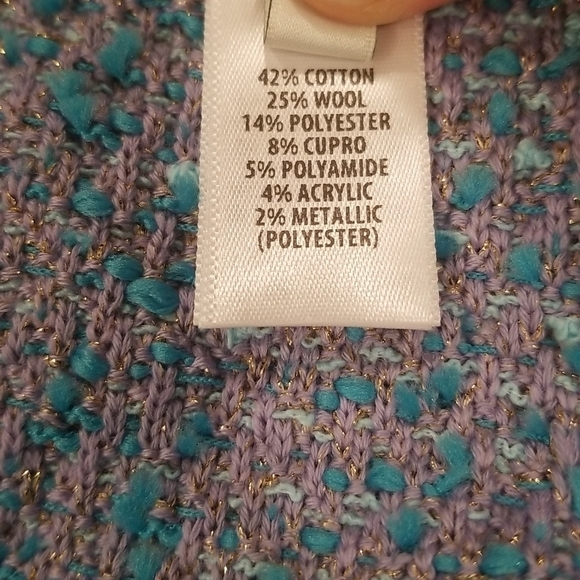 42% COTTON
25% WOOL
14% POLYESTER
8% CUPRO
5% POLYAMIDE
4% ACRYLIC
2% METALLIC
(POLYESTER)